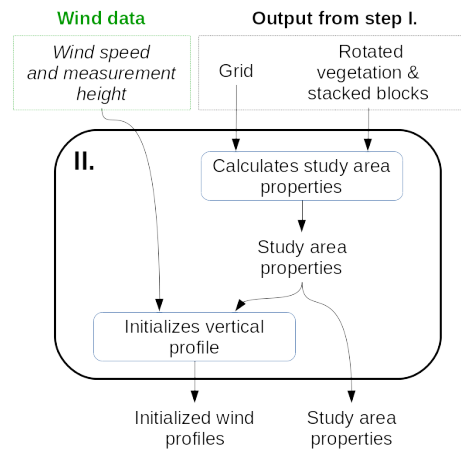 Wind data
Output from step I.
Wind speed
and measurement
height
Grid
Rotated
vegetation &
stacked blocks
II.
Calculates study area
properties
Study area
properties
Initializes vertical
profile
Initialized wind
profiles
Study area
properties